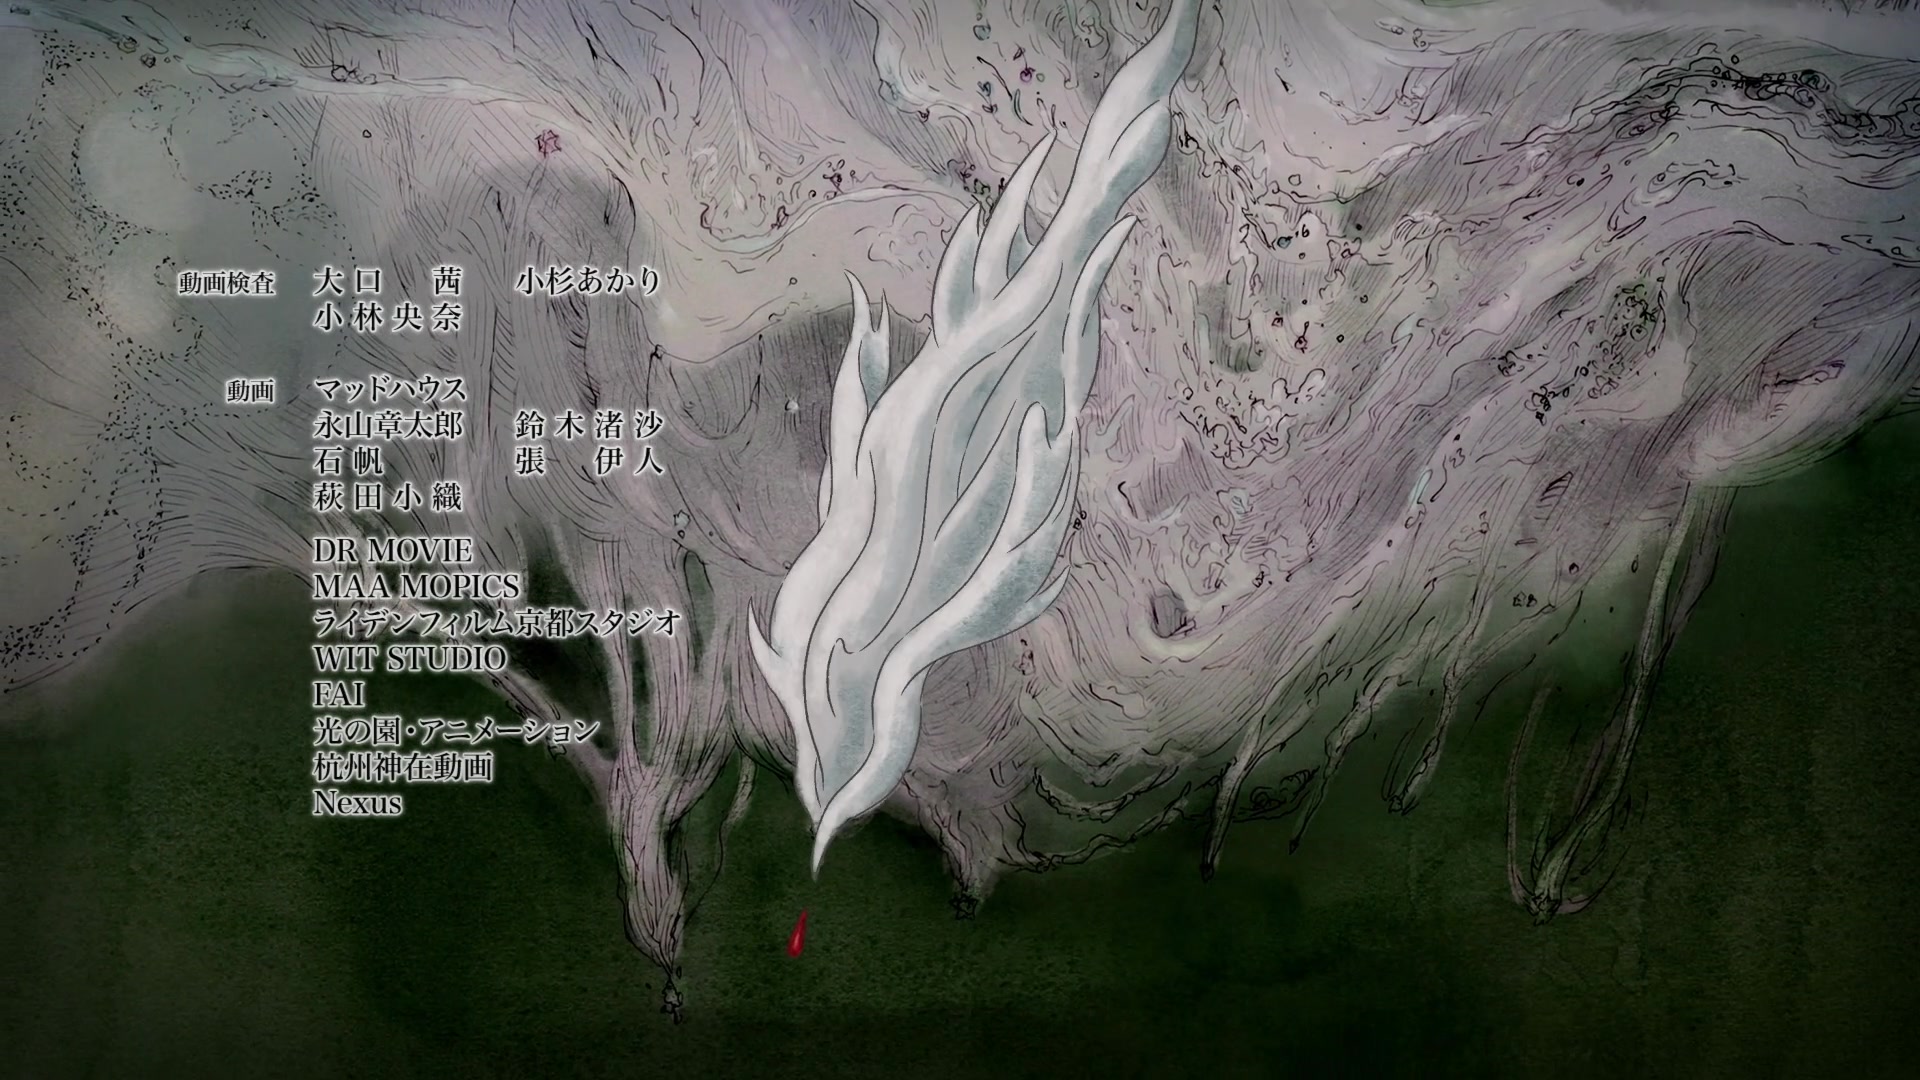 動画検査 大口 茜 小杉あかり
小林央奈
動画 マッドハウス
永山章太郎 鈴木渚沙
石帆 張 伊人
萩田小織
DR MOVIE
MAA MOPICS
ライデンフィルム京都スタジオ
WIT STUDIO
FAI
光の園・アニメーション
杭州神在動画
Nexus